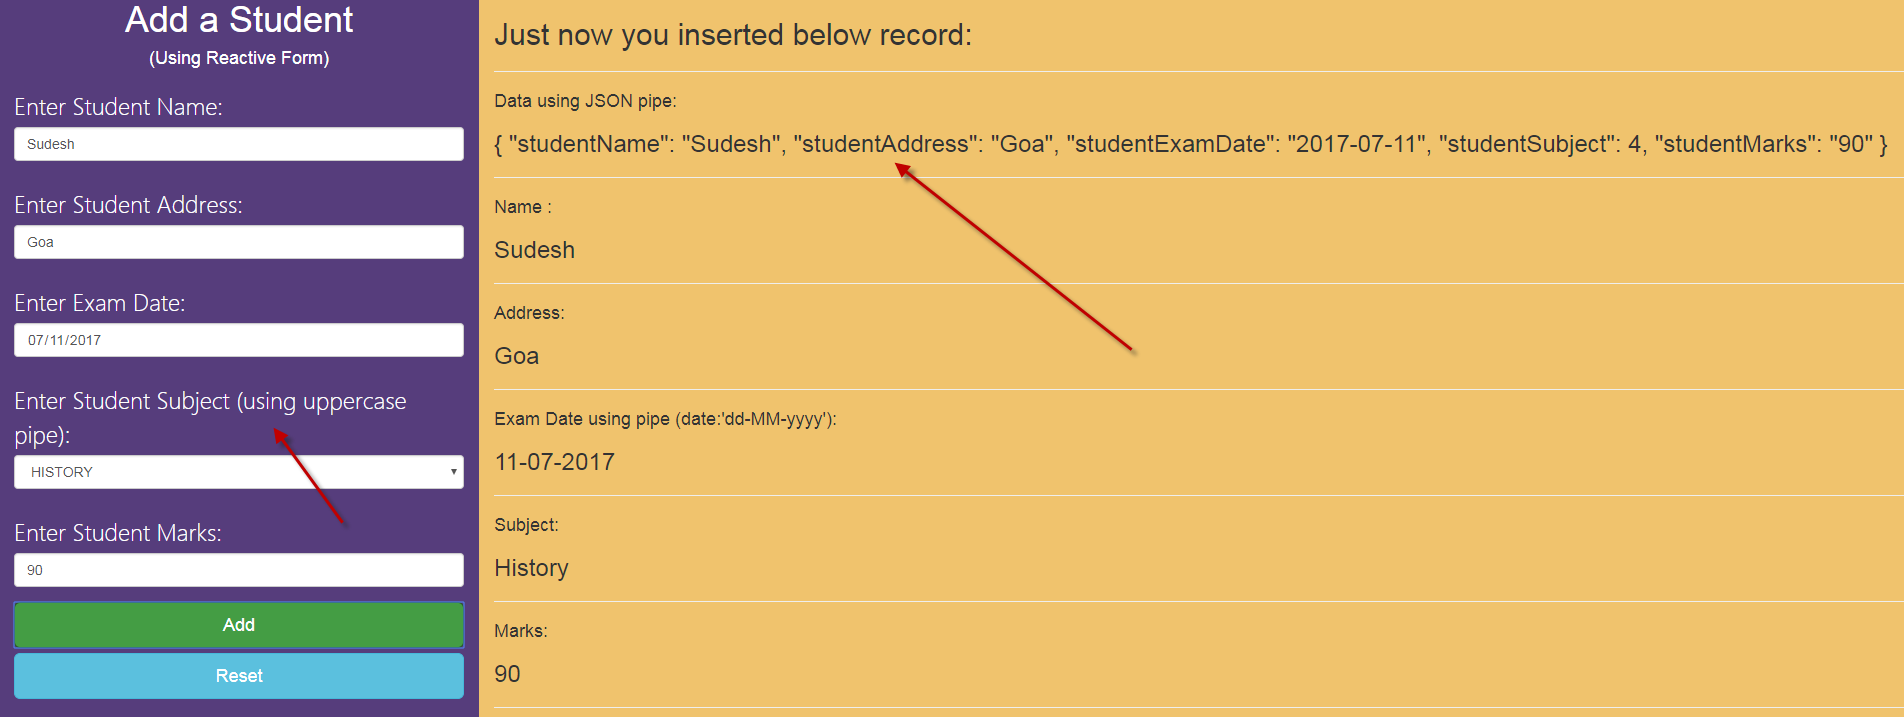 Add a Student
(Using Reactive Form)
Enter Student Name:
Sudesh
Enter Student Address:
Goa
Enter Exam Date:
07/11/2017
Enter Student Subject (using uppercase
pipe):
HISTORY
Enter Student Marks:
90
Add
Reset
Just now you inserted below record:
Data using JSON pipe:
{ "studentName": "Sudesh", "studentAddress": "Goa", "studentExamDate": "2017-07-11", "studentSubject": 4, "studentMarks": "90" }
Name :
Sudesh
Address:
Goa
Exam Date using pipe (date:'dd-MM-yyyy'):
11-07-2017
Subject:
History
Marks:
90